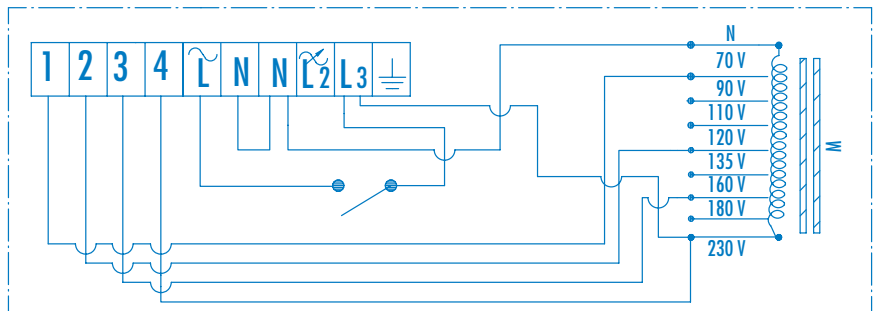 1 2 3 4 L N N L2 L3
N
70 V
90 V
110 V
120 V
135 V
160 V
180 V
230 V
W